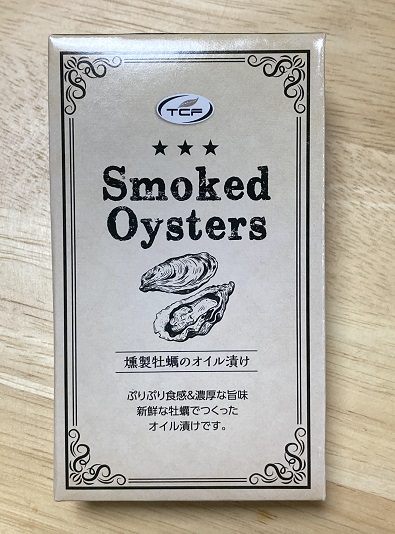 TCF
★★★
Smoked
Oysters
燻製牡蠣のオイル漬け
ぷりぷり食感&濃厚な旨味
新鮮な牡蠣でつくった
オイル漬けです。